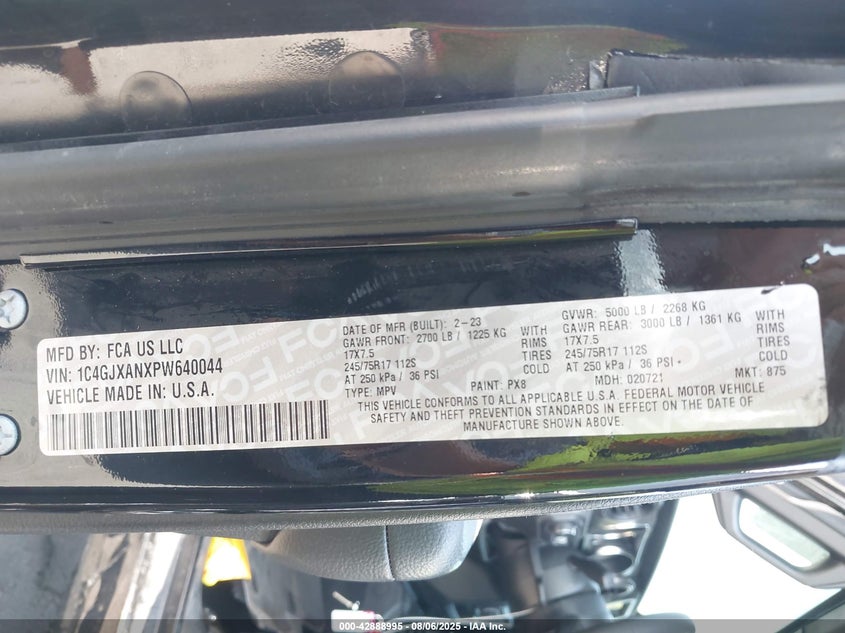 MFD BY: FCA US LLC
VIN: 1C4GJXANXPW640044
VEHICLE MADE IN: U.S.A.
DATE OF MFR (BUILT): 2-23 GVWR: 5000 LB / 2268 KG
GAWR FRONT: 2700 LB / 1225 KG WITH GAWR REAR: 3000 LB / 1361 KG WITH
17X7.5 RIMS 17X7.5 RIMS
245/75R17 112S TIRES 245/75R17 112S TIRES
AT 250 kPa / 36 PSI COLD AT 250 kPa / 36 PSI COLD
TYPE: MPV PAINT: PX8 MDH: 020721 MKT: 875
THIS VEHICLE CONFORMS TO ALL APPLICABLE U.S.A. FEDERAL MOTOR VEHICLE
SAFETY AND THEFT PREVENTION STANDARDS IN EFFECT ON THE DATE OF
MANUFACTURE SHOWN ABOVE.
000-42888995 08/06/2025 - IAA, Inc.